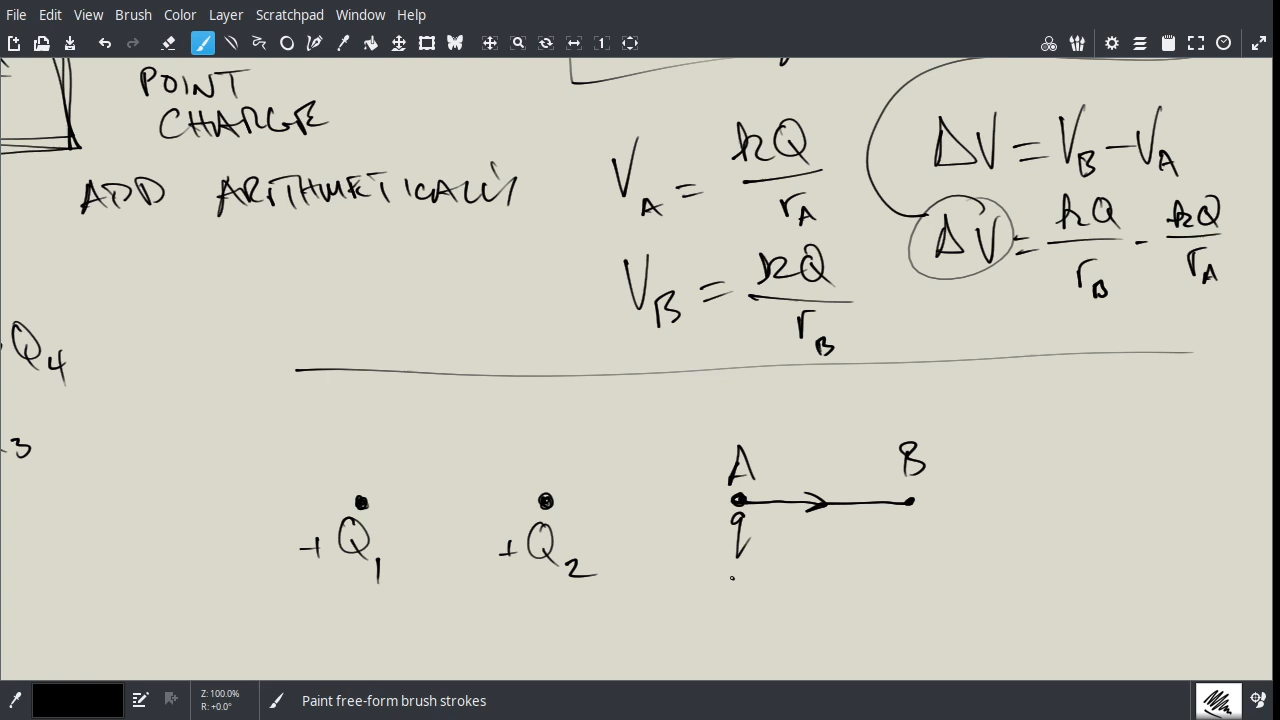 File Edit View Brush Color Layer Scratchpad Window Help
1
POINT
CHARGE
ADD ARITHMETICALLY
V_A = kQ/r_A
V_B = kQ/r_B
ΔV = V_B - V_A
ΔV = kQ/r_B - kQ/r_A
Q_4
3
A B
+Q_1 +Q_2 q
Z: 100.0%
R: +0.0°
Paint free-form brush strokes